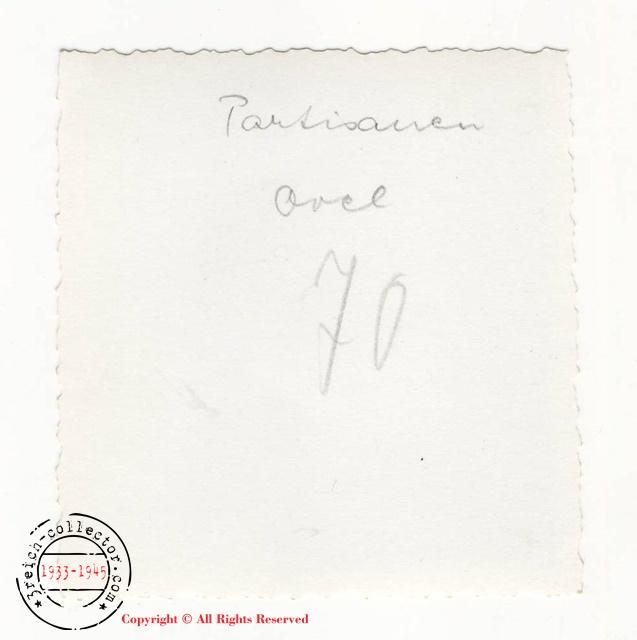 Partisanen
Orel
70
3reich-collector.com
1933-1945
Copyright © All Rights Reserved